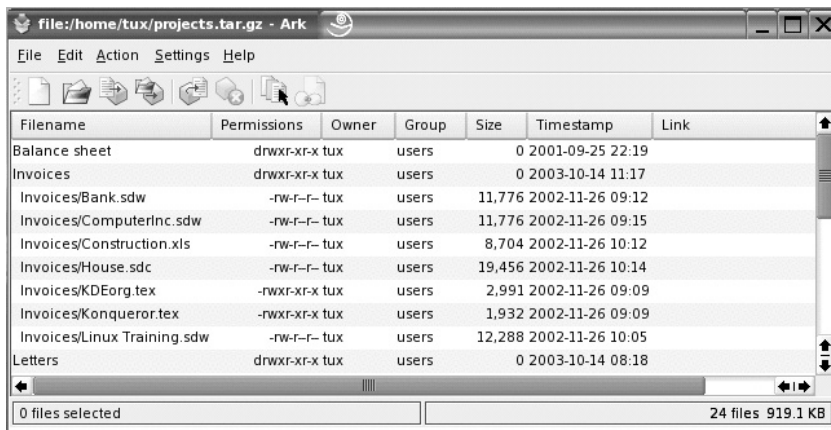 file:/home/tux/projects.tar.gz - Ark
File Edit Action Settings Help
Filename Permissions Owner Group Size Timestamp Link
Balance sheet drwxr-xr-x tux users 0 2001-09-25 22:19
Invoices drwxr-xr-x tux users 0 2003-10-14 11:17
Invoices/Bank.sdw -rw-r--r-- tux users 11,776 2002-11-26 09:12
Invoices/ComputerInc.sdw -rw-r--r-- tux users 11,776 2002-11-26 09:15
Invoices/Construction.xls -rw-r--r-- tux users 8,704 2002-11-26 10:12
Invoices/House.sdc -rw-r--r-- tux users 19,456 2002-11-26 10:14
Invoices/KDEorg.tex -rwxr-xr-x tux users 2,991 2002-11-26 09:09
Invoices/Konqueror.tex -rwxr-xr-x tux users 1,932 2002-11-26 09:09
Invoices/Linux Training.sdw -rw-r--r-- tux users 12,288 2002-11-26 10:05
Letters drwxr-xr-x tux users 0 2003-10-14 08:18
0 files selected 24 files 919.1 KB